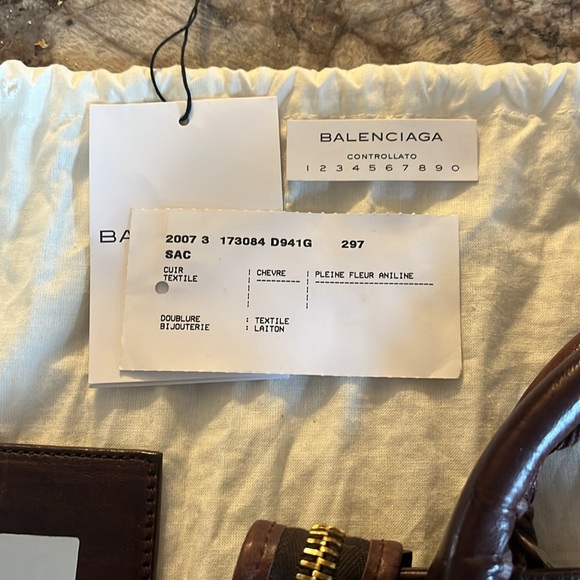 BALENCIAGA
CONTROLLATO
1 2 3 4 5 6 7 8 9 0
BA
2007 3 173084 D941G 297
SAC
CUIR CHEVRE PLEINE FLEUR ANILINE
TEXTILE
DOUBLURE : TEXTILE
BIJOUTERIE : LAITON